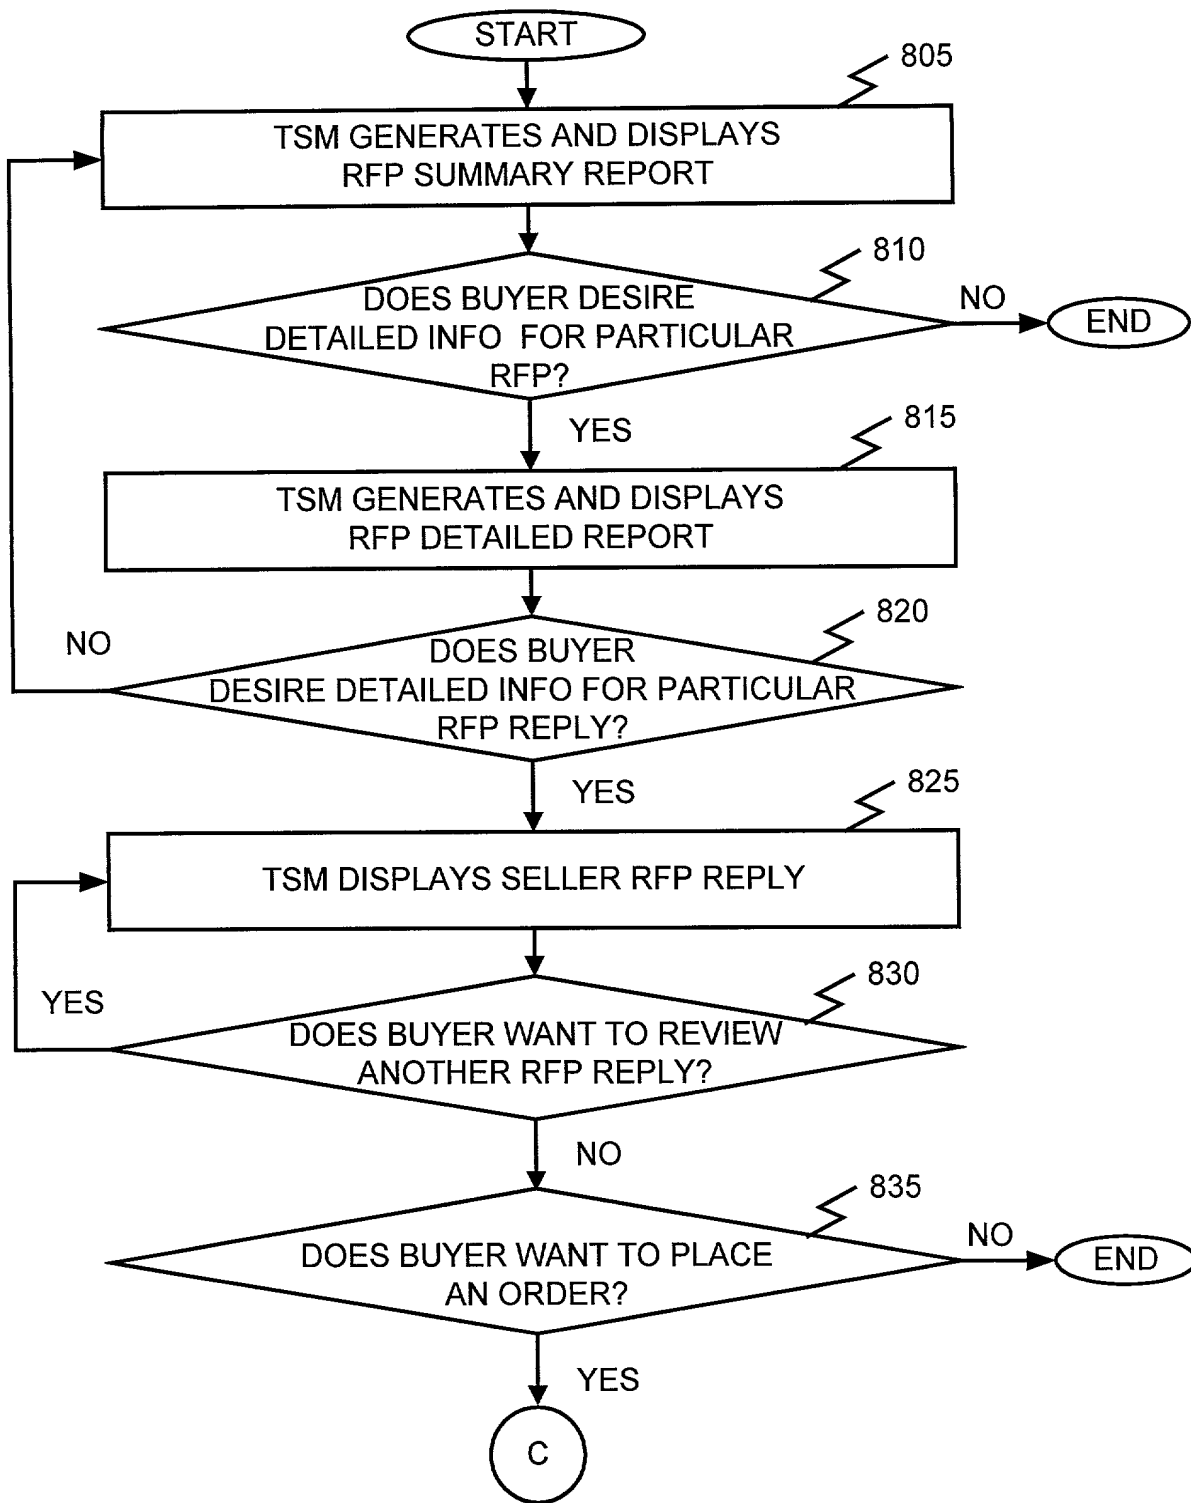 START
805
TSM GENERATES AND DISPLAYS
RFP SUMMARY REPORT
810
DOES BUYER DESIRE
DETAILED INFO FOR PARTICULAR
RFP?
NO
END
YES
815
TSM GENERATES AND DISPLAYS
RFP DETAILED REPORT
820
NO
DOES BUYER
DESIRE DETAILED INFO FOR PARTICULAR
RFP REPLY?
YES
825
TSM DISPLAYS SELLER RFP REPLY
830
YES
DOES BUYER WANT TO REVIEW
ANOTHER RFP REPLY?
NO
835
DOES BUYER WANT TO PLACE
AN ORDER?
NO
END
YES
C